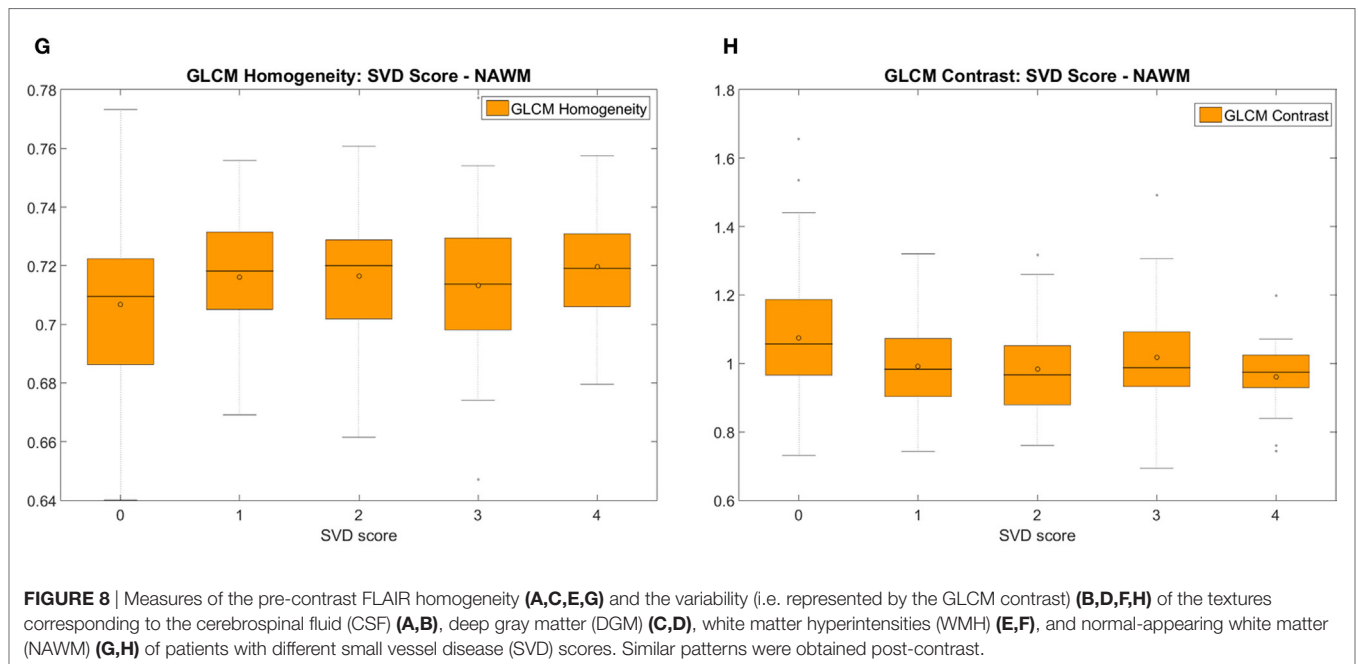 G
GLCM Homogeneity: SVD Score - NAWM
GLCM Homogeneity
0.78
0.76
0.74
0.72
0.7
0.68
0.66
0.64
0
1
2
3
4
SVD score
H
GLCM Contrast: SVD Score - NAWM
GLCM Contrast
1.8
1.6
1.4
1.2
1
0.8
0.6
0
1
2
3
4
SVD score
FIGURE 8 | Measures of the pre-contrast FLAIR homogeneity (A,C,E,G) and the variability (i.e. represented by the GLCM contrast) (B,D,F,H) of the textures
corresponding to the cerebrospinal fluid (CSF) (A,B), deep gray matter (DGM) (C,D), white matter hyperintensities (WMH) (E,F), and normal-appearing white matter
(NAWM) (G,H) of patients with different small vessel disease (SVD) scores. Similar patterns were obtained post-contrast.